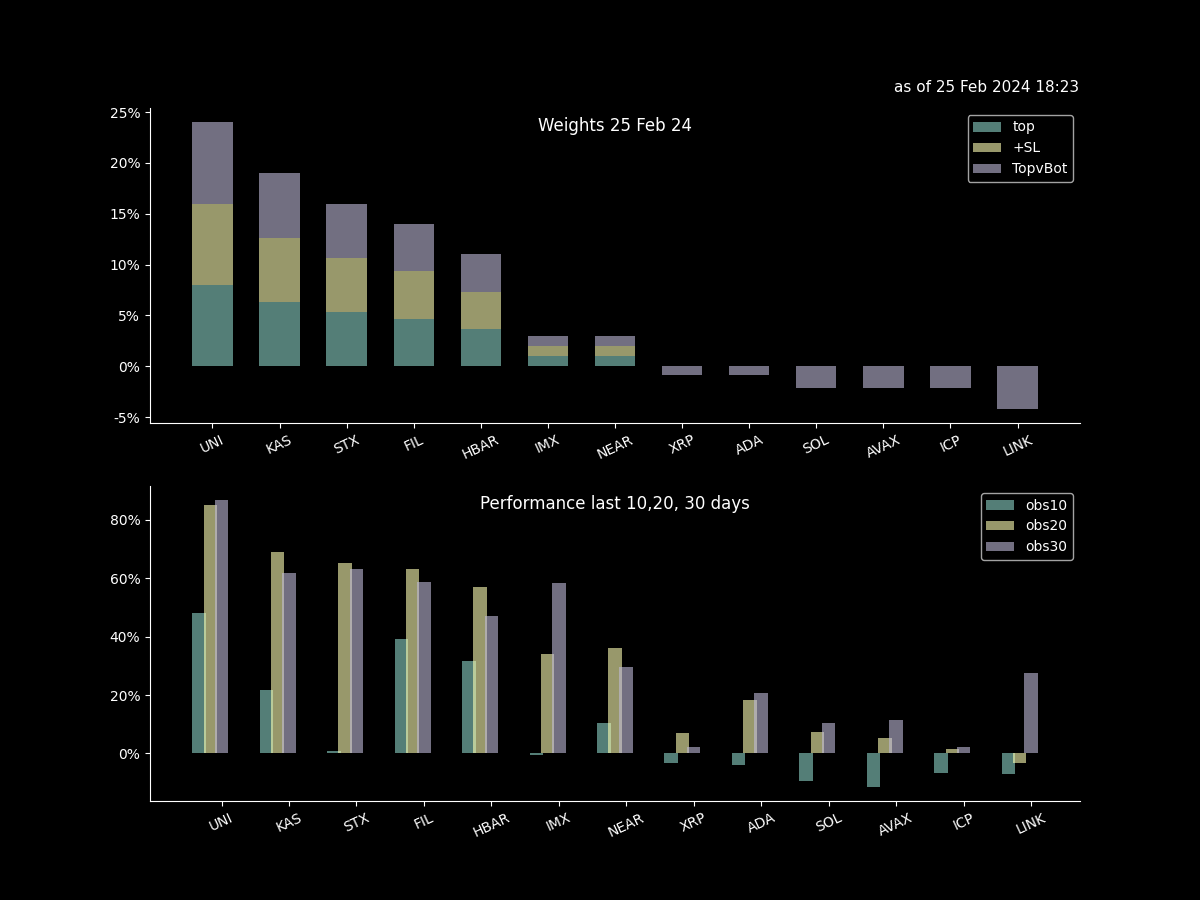 as of 25 Feb 2024 18:23
Weights 25 Feb 24
top
+SL
TopvBot
25%
20%
15%
10%
5%
0%
-5%
UNI KAS STX FIL HBAR IMX NEAR XRP ADA SOL AVAX ICP LINK
Performance last 10,20, 30 days
obs10
obs20
obs30
80%
60%
40%
20%
0%
UNI KAS STX FIL HBAR IMX NEAR XRP ADA SOL AVAX ICP LINK